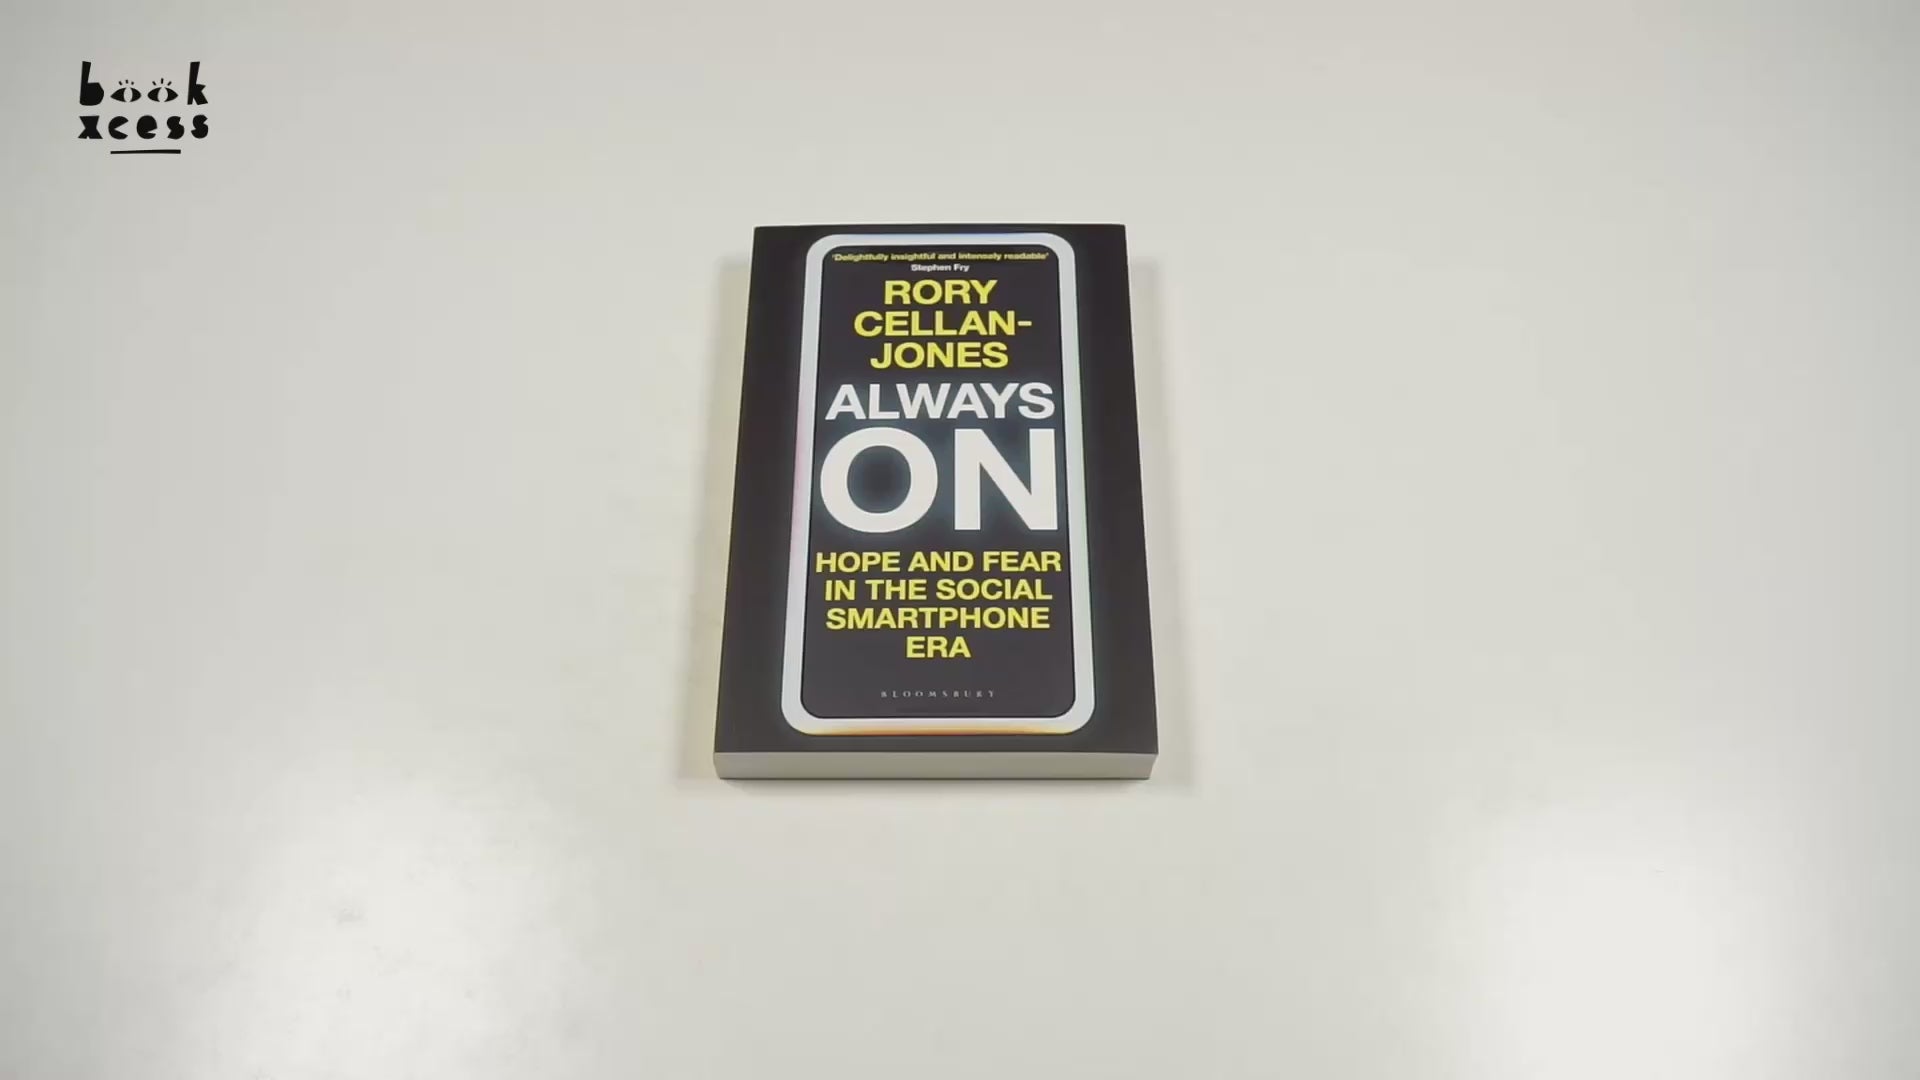 book
xcess
'Delightfully insightful and intensely readable'
Stephen Fry
RORY
CELLAN-
JONES
ALWAYS
ON
HOPE AND FEAR
IN THE SOCIAL
SMARTPHONE
ERA
BLOOMSBURY